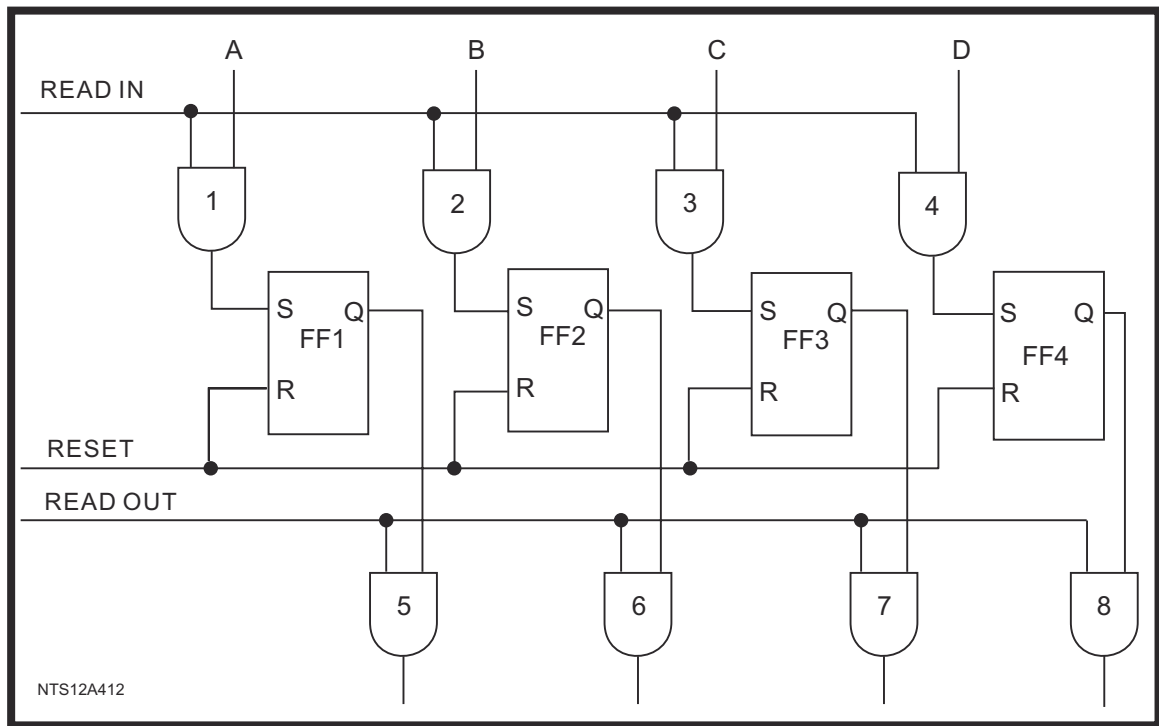 A B C D
READ IN
1 2 3 4
S Q S Q S Q S Q
FF1 FF2 FF3 FF4
R R R R
RESET
READ OUT
5 6 7 8
NTS12A412